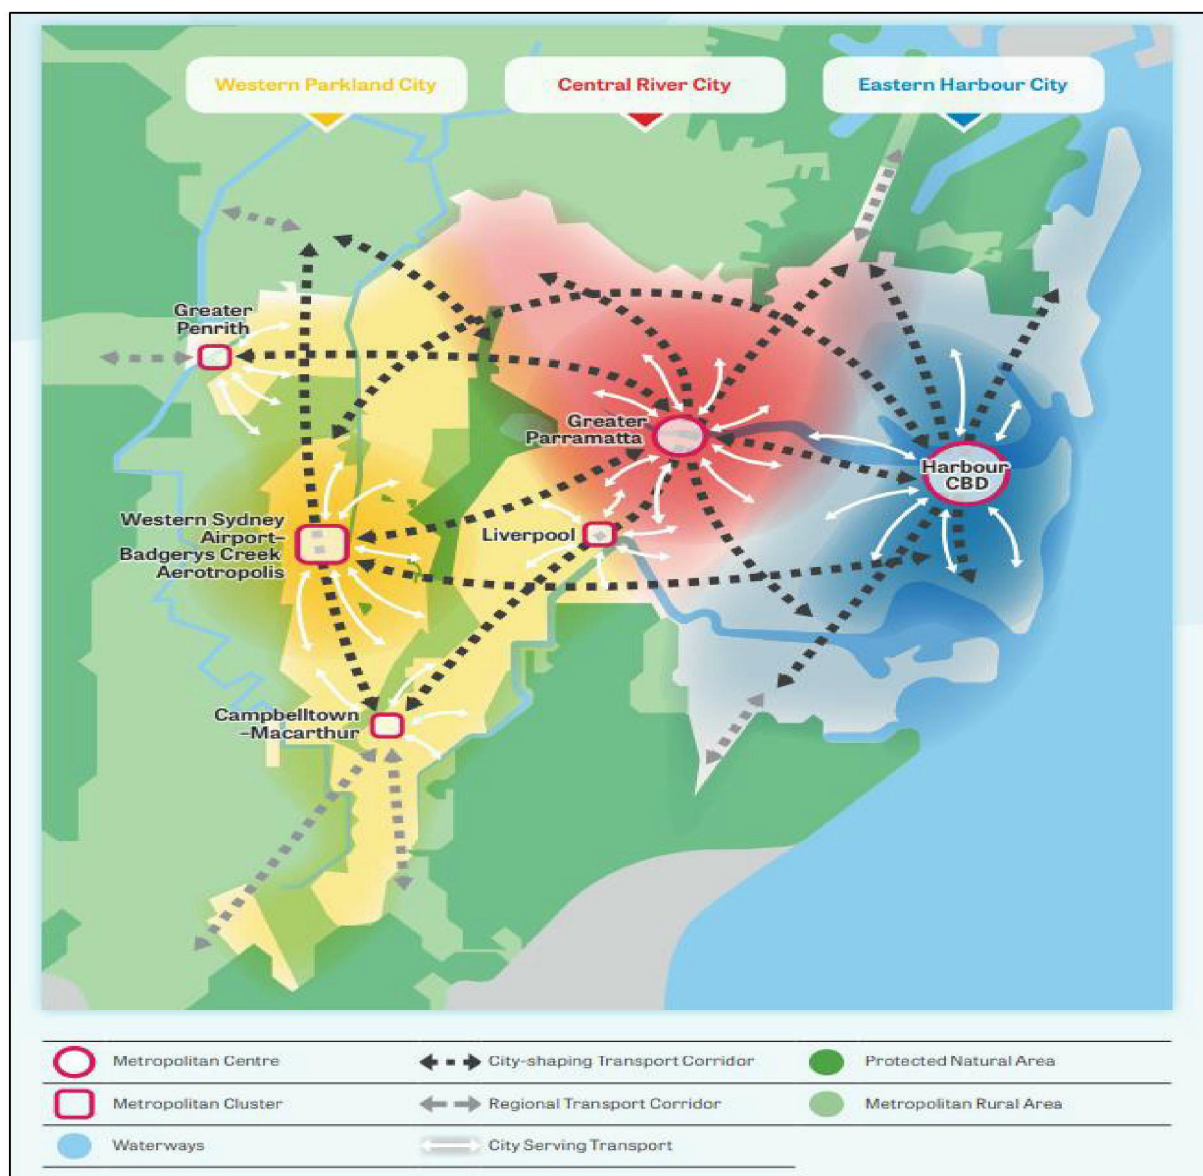 Western Parkland City
Central River City
Eastern Harbour City
Greater
Penrith
Greater
Parramatta
Harbour
CBD
Western Sydney
Airport–
Badgerys Creek
Aerotropolis
Liverpool
Campbelltown
–Macarthur
Metropolitan Centre
City-shaping Transport Corridor
Protected Natural Area
Metropolitan Cluster
Regional Transport Corridor
Metropolitan Rural Area
Waterways
City Serving Transport